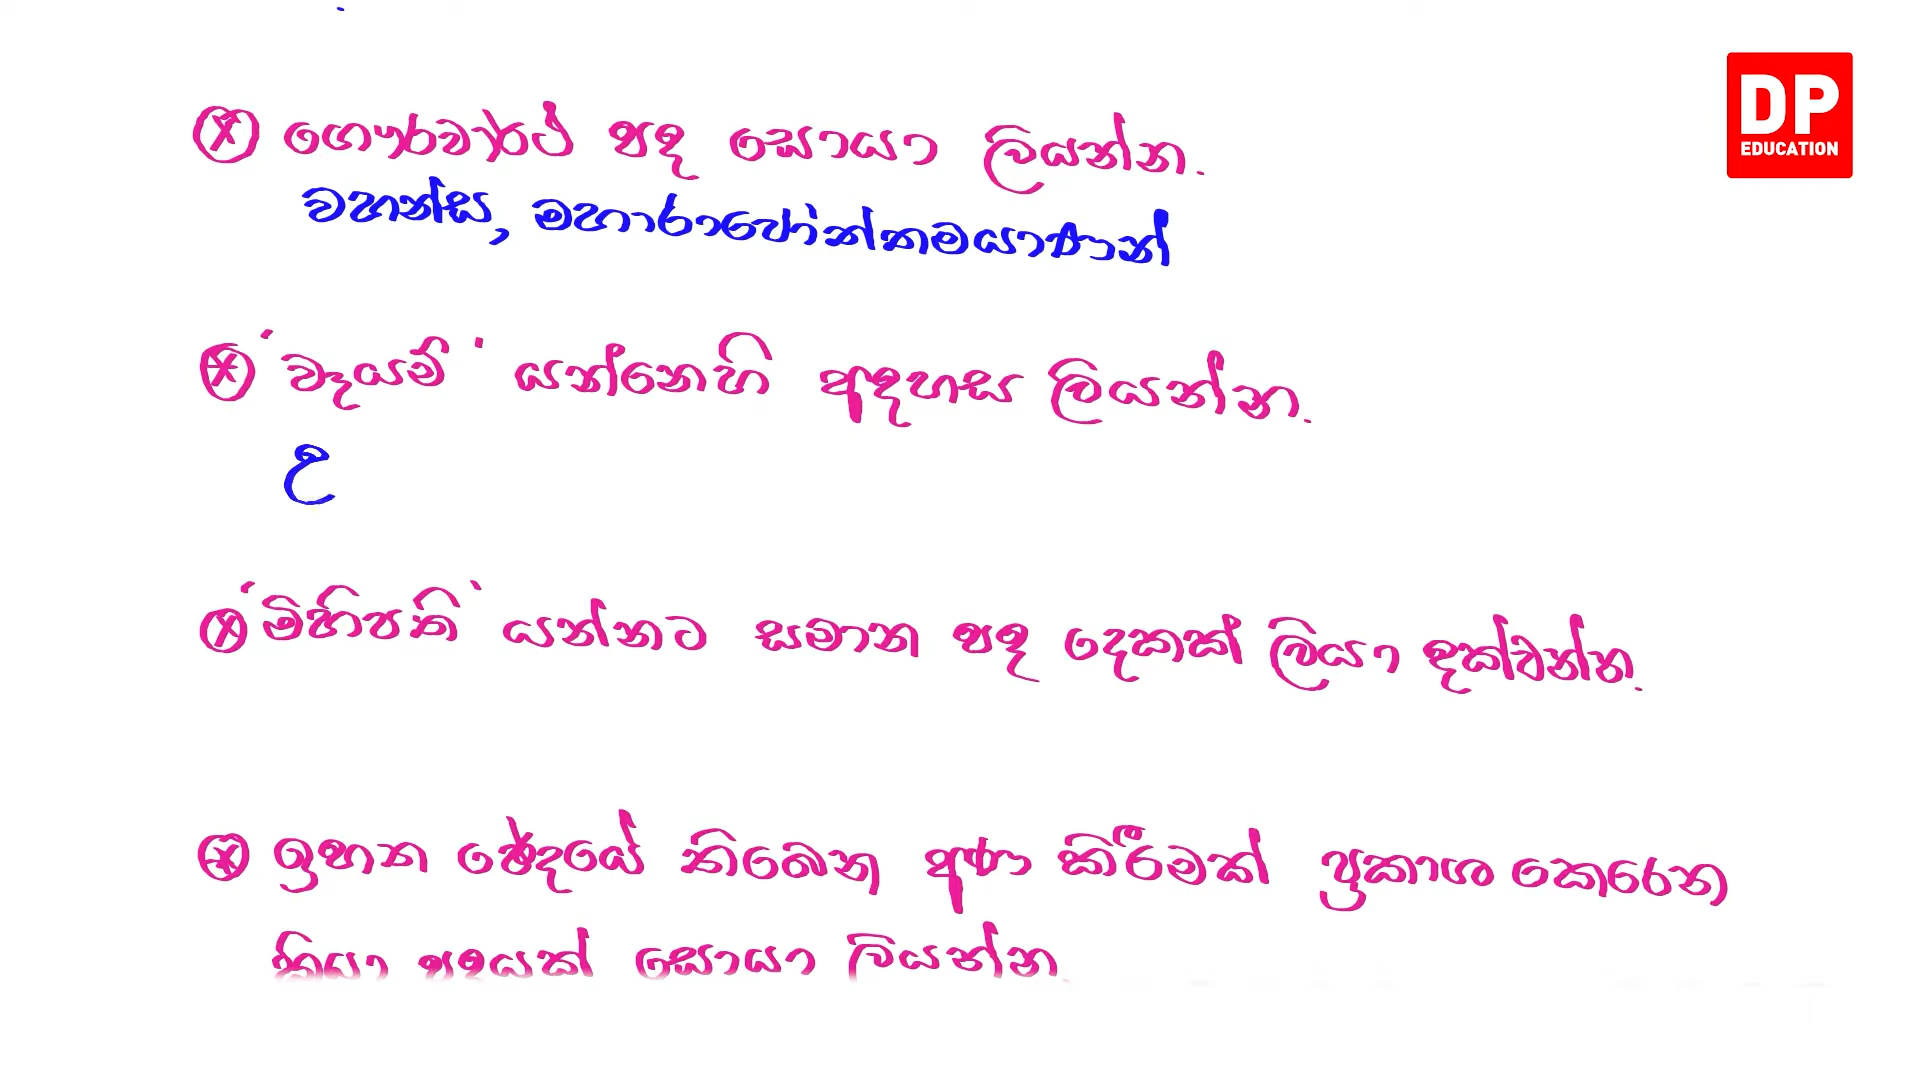 DP
EDUCATION
ගෞරවාර්ථ පද සොයා ලියන්න.
වහන්ස, මහාරාජෝත්තමයාණන්
'වෑයම්' යන්නෙහි අදහස ලියන්න.
උ
'මිහිපති' යන්නට සමාන පද දෙකක් ලියා දක්වන්න.
ඉහත ඡේදයේ තිබෙන අණ කිරීමක් ප්‍රකාශ කෙරෙන
ක්‍රියා පදයක් සොයා ලියන්න.